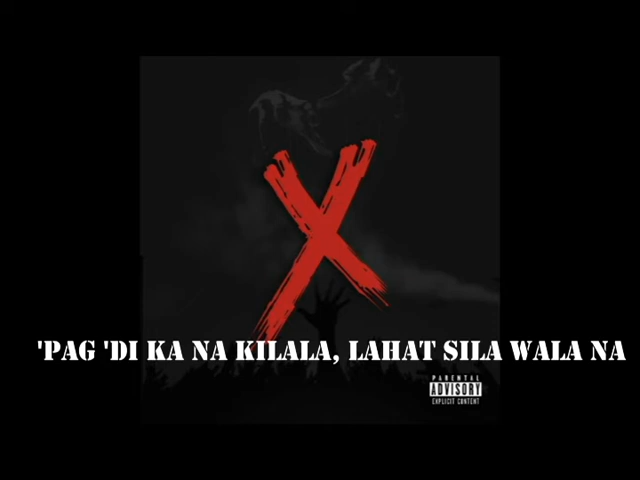 'PAG 'DI KA NA KILALA, LAHAT SILA WALA NA
PARENTAL
ADVISORY
EXPLICIT CONTENT